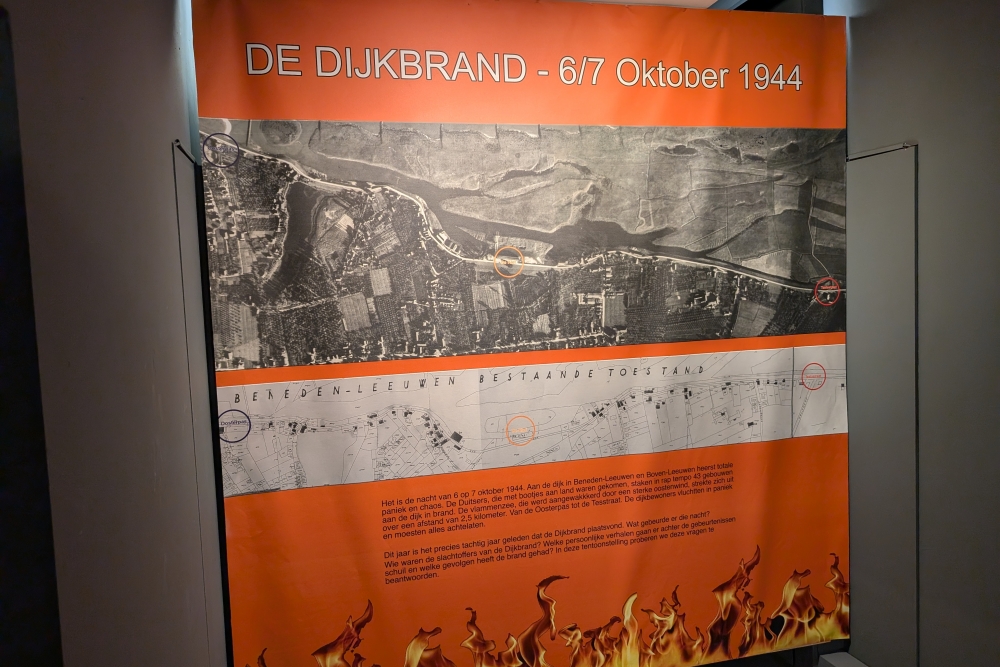 DE DIJKBRAND - 6/7 Oktober 1944
BENEDEN-LEEUWEN BESTAANDE TOESTAND
Oosterpas
Het is de nacht van 6 op 7 oktober 1944. Aan de dijk in Beneden-Leeuwen en Boven-Leeuwen heerst totale
paniek en chaos. De Duitsers, die met bootjes aan land waren gekomen, staken in rap tempo 43 gebouwen
aan de dijk in brand. De vlammenzee, die werd aangewakkerd door een sterke oostenwind, strekte zich uit
over een afstand van 2,5 kilometer. Van de Oosterpas tot de Tesstraat. De dijkbewoners vluchtten in paniek
en moesten alles achtelaten.
Dit jaar is het precies tachtig jaar geleden dat de Dijkbrand plaatsvond. Wat gebeurde er die nacht?
Wie waren de slachtoffers van de Dijkbrand? Welke persoonlijke verhalen gaan er achter de gebeurtenissen
schuil en welke gevolgen heeft de brand gehad? In deze tentoonstelling proberen we deze vragen te
beantwoorden.